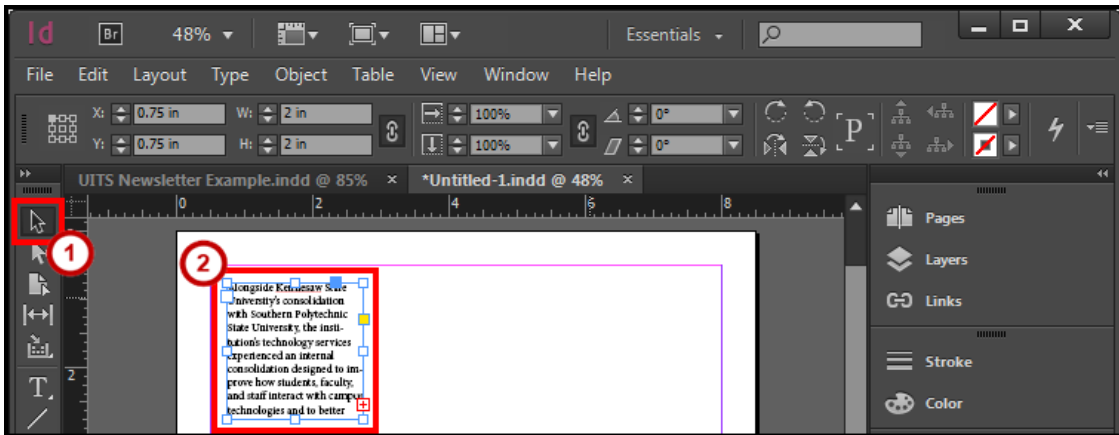 Id Br 48% Essentials
File Edit Layout Type Object Table View Window Help
X: 0.75 in W: 2 in 100% 0°
P
Y: 0.75 in H: 2 in 100% 0°
UITS Newsletter Example.indd @ 85% × *Untitled-1.indd @ 48% ×
0 2 4 6 8
Pages
1
2
Layers
Alongside Kennesaw State
University's consolidation
Links
with Southern Polytechnic
State University, the insti-
tution's technology services
experienced an internal
Stroke
consolidation designed to im-
2
prove how students, faculty,
T
and staff interact with campus
Color
technologies and to better